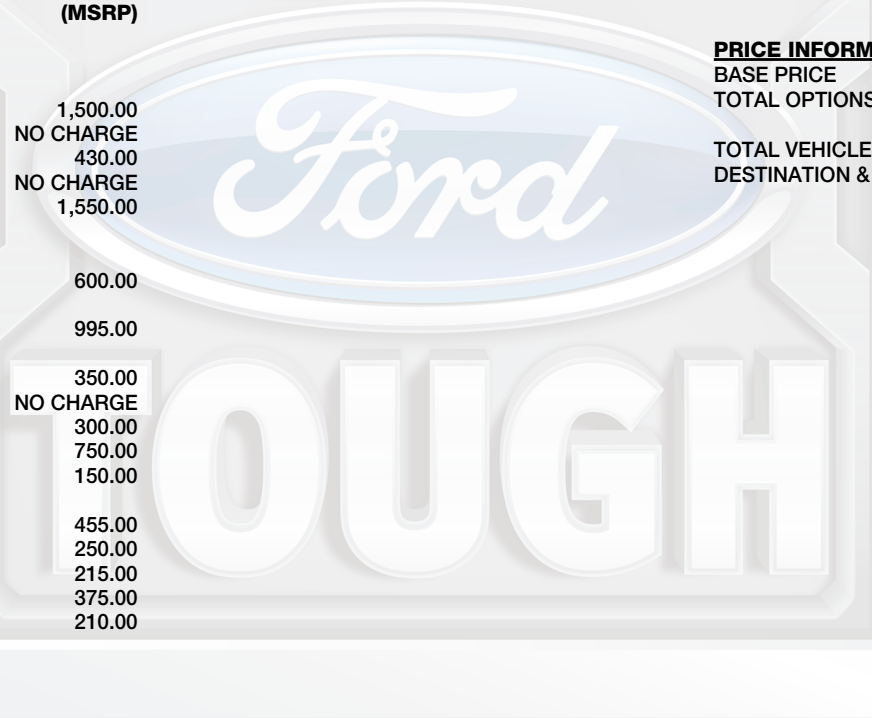 (MSRP)
1,500.00
NO CHARGE
430.00
NO CHARGE
1,550.00
600.00
995.00
350.00
NO CHARGE
300.00
750.00
150.00
455.00
250.00
215.00
375.00
210.00
PRICE INFORM
BASE PRICE
TOTAL OPTIONS
TOTAL VEHICLE
DESTINATION &
Ford
TOUGH